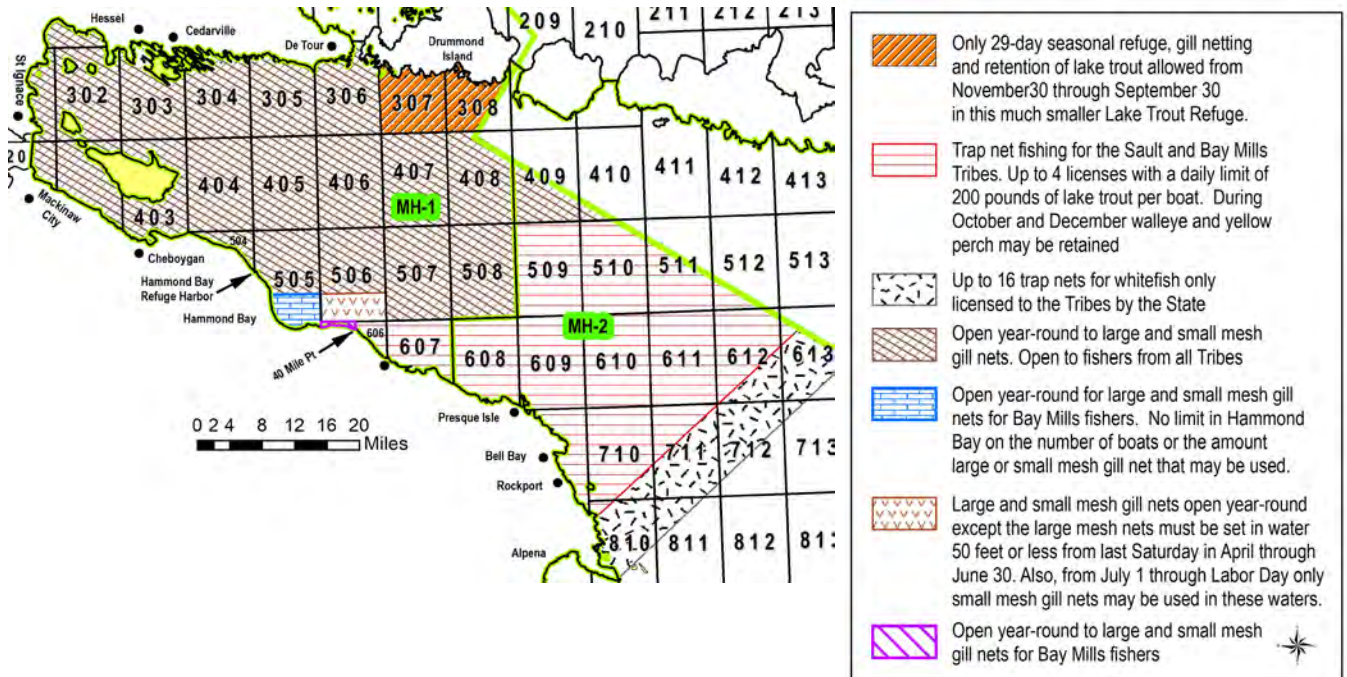 Hessel
Cedarville
De Tour
Drummond
Island
209
210
211
212
213
St Ignace
302
303
304
305
306
307
308
20
404
405
406
407
408
409
410
411
412
413
MH-1
Mackinaw
City
403
Cheboygan
504
Hammond Bay
Refuge Harbor
505
506
507
508
509
510
511
512
513
Hammond Bay
MH-2
40 Mile Pt
606
607
608
609
610
611
612
613
0 2 4 8 12 16 20
Miles
Presque Isle
Bell Bay
Rockport
710
711
712
713
Alpena
810
811
812
813
Only 29-day seasonal refuge, gill netting
and retention of lake trout allowed from
November30 through September 30
in this much smaller Lake Trout Refuge.
Trap net fishing for the Sault and Bay Mills
Tribes. Up to 4 licenses with a daily limit of
200 pounds of lake trout per boat. During
October and December walleye and yellow
perch may be retained
Up to 16 trap nets for whitefish only
licensed to the Tribes by the State
Open year-round to large and small mesh
gill nets. Open to fishers from all Tribes
Open year-round for large and small mesh gill
nets for Bay Mills fishers. No limit in Hammond
Bay on the number of boats or the amount
large or small mesh gill net that may be used.
Large and small mesh gill nets open year-round
except the large mesh nets must be set in water
50 feet or less from last Saturday in April through
June 30. Also, from July 1 through Labor Day only
small mesh gill nets may be used in these waters.
Open year-round to large and small mesh
gill nets for Bay Mills fishers